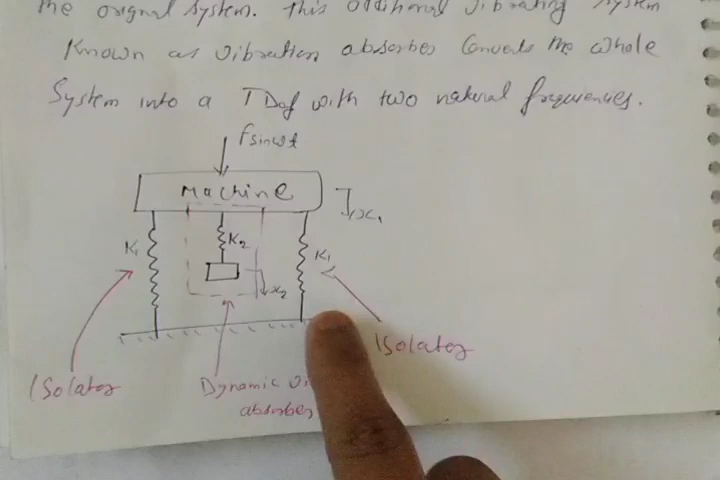 the original system. This additional vibrating system
Known as vibration absorber Converts the whole
System into a TDof with two natural frequencies.
Fsinωt
Machine
x₁
K₁
K₂
K₁
x₂
Isolator
Isolator
Dynamic
absorber